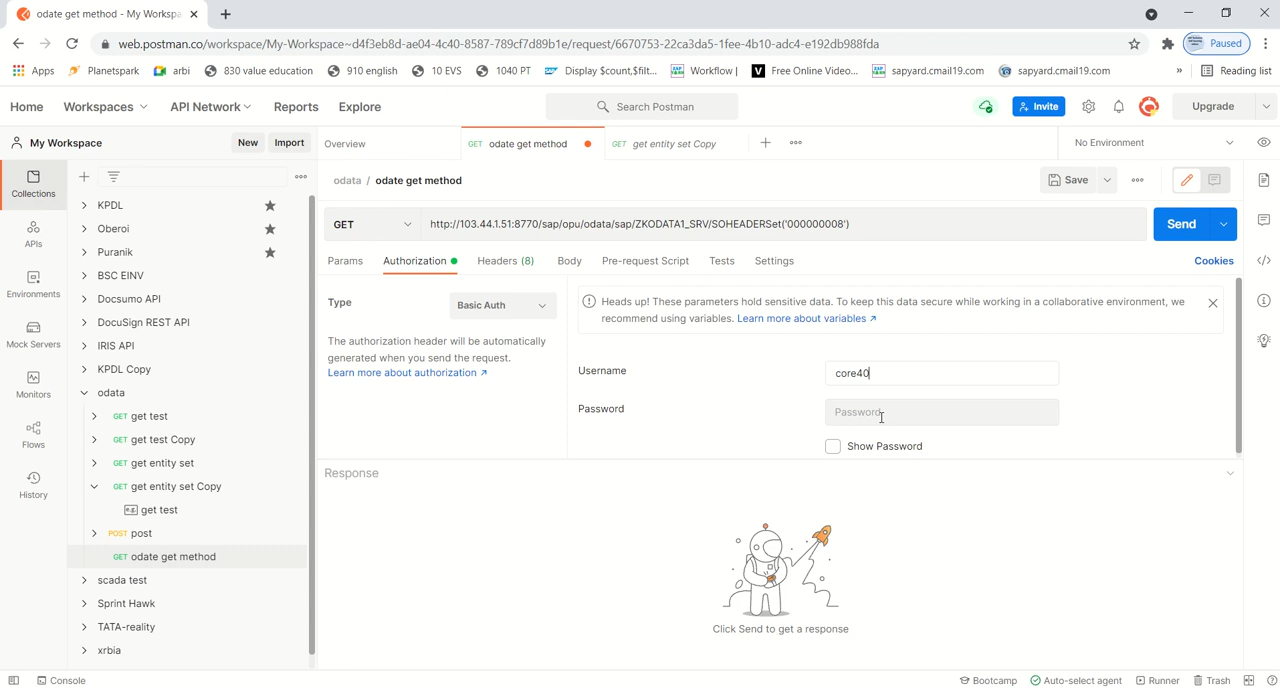 odate get method - My Workspa
web.postman.co/workspace/My-Workspace~d4f3eb8d-ae04-4c40-8587-789cf7d89b1e/request/6670753-22ca3da5-1fee-4b10-adc4-e192db988fda
Paused
Apps
Planetspark
arbi
830 value education
910 english
10 EVS
1040 PT
Display $count,$filt...
Workflow |
Free Online Video...
sapyard.cmail19.com
sapyard.cmail19.com
»
Reading list
Home
Workspaces
API Network
Reports
Explore
Search Postman
Invite
Upgrade
My Workspace
New
Import
Overview
GET odate get method
GET get entity set Copy
No Environment
Collections
APIs
Environments
Mock Servers
Monitors
Flows
History
KPDL
Oberoi
Puranik
BSC EINV
Docsumo API
DocuSign REST API
IRIS API
KPDL Copy
odata
GET get test
GET get test Copy
GET get entity set
GET get entity set Copy
e.g. get test
POST post
GET odate get method
scada test
Sprint Hawk
TATA-reality
xrbia
odata / odate get method
Save
GET
http://103.44.1.51:8770/sap/opu/odata/sap/ZKODATA1_SRV/SOHEADERSet('000000008')
Send
Params
Authorization
Headers (8)
Body
Pre-request Script
Tests
Settings
Cookies
Type
Basic Auth
The authorization header will be automatically
generated when you send the request.
Learn more about authorization ↗
Heads up! These parameters hold sensitive data. To keep this data secure while working in a collaborative environment, we
recommend using variables. Learn more about variables ↗
Username
core40
Password
Password
Show Password
Response
Click Send to get a response
Console
Bootcamp
Auto-select agent
Runner
Trash